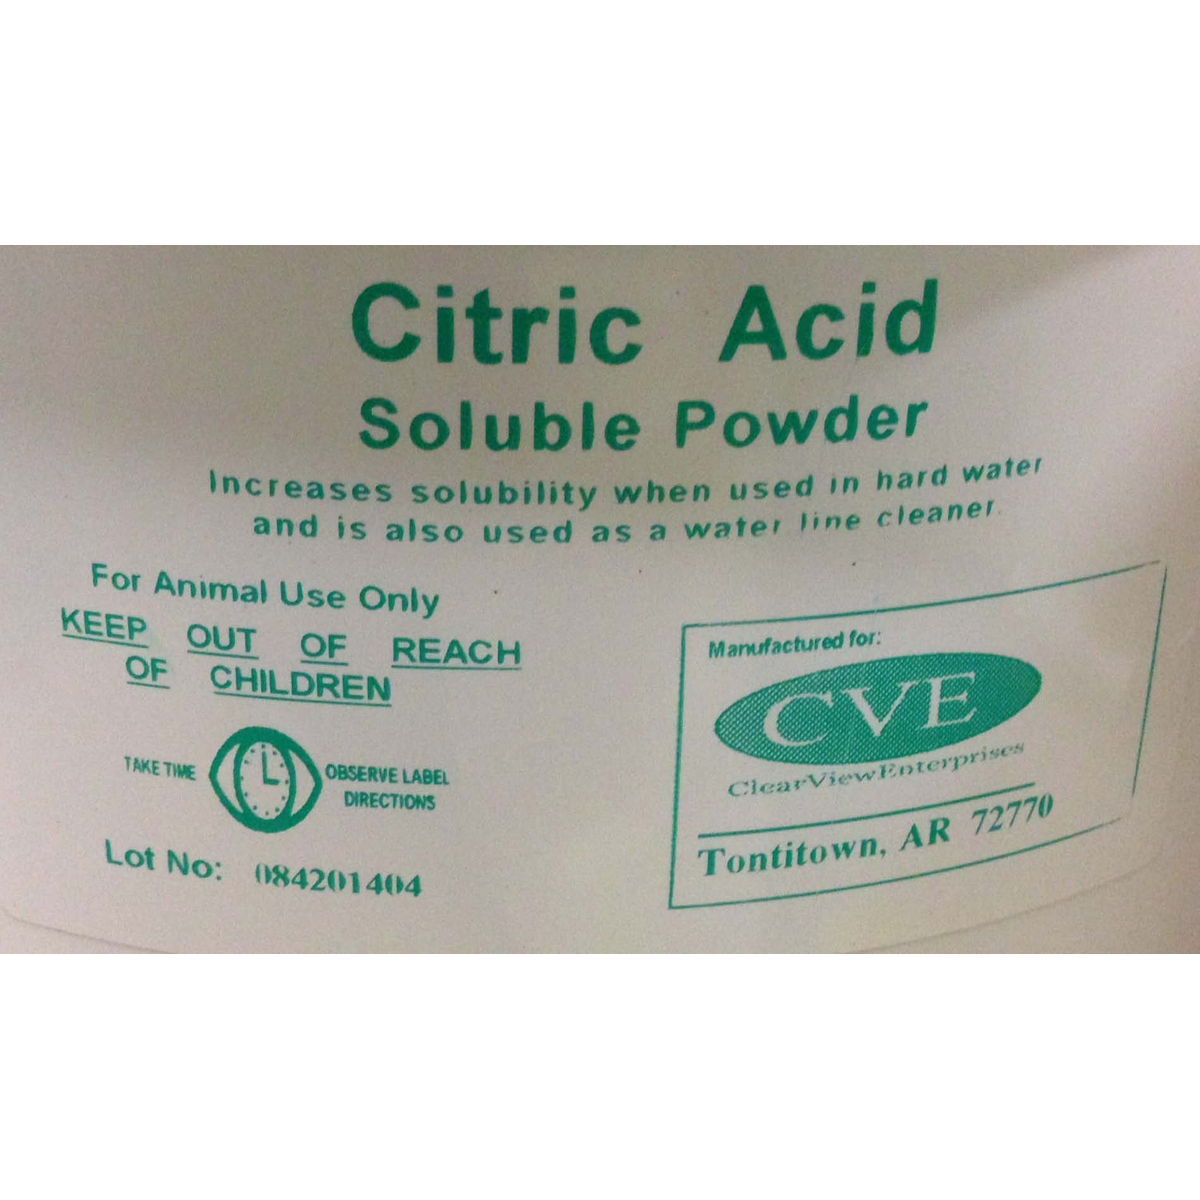 Citric Acid
Soluble Powder
Increases solubility when used in hard water
and is also used as a water line cleaner.
For Animal Use Only
KEEP OUT OF REACH
OF CHILDREN
TAKE TIME
OBSERVE LABEL
DIRECTIONS
Lot No: 084201404
Manufactured for:
CVE
ClearViewEnterprises
Tontitown, AR 72770